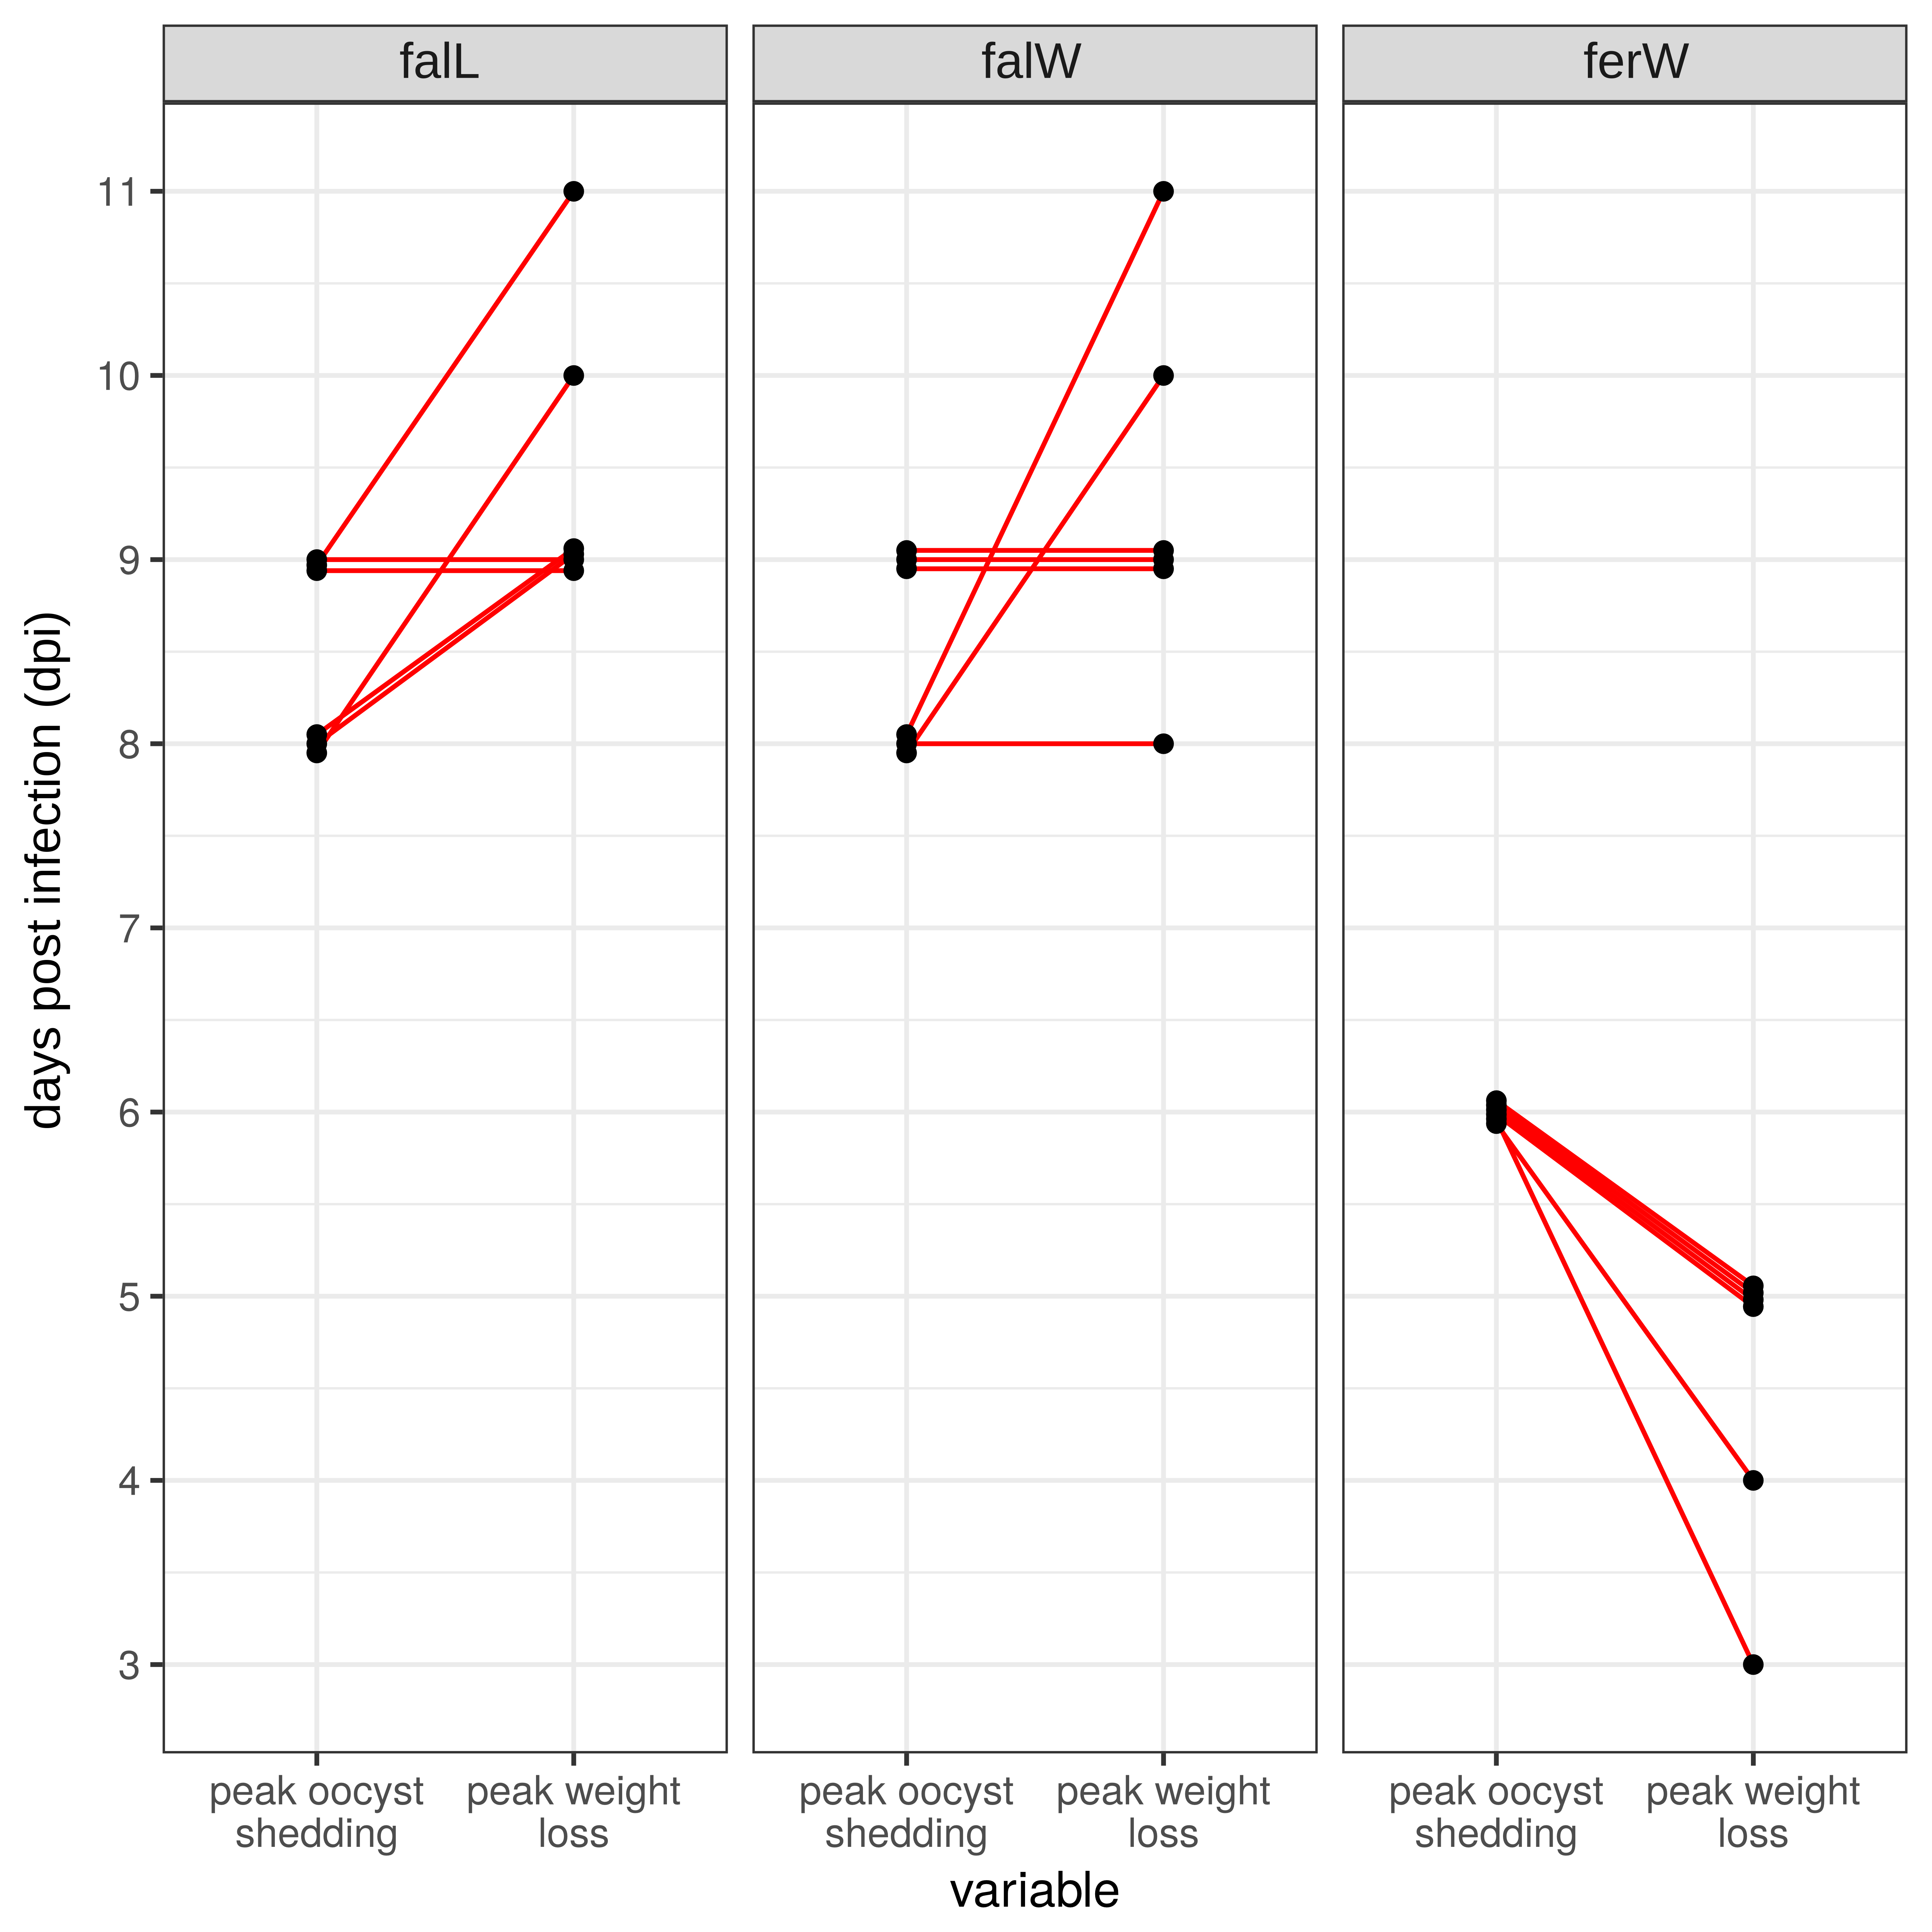 falL
falW
ferW
11
10
9
8
7
6
5
4
3
days post infection (dpi)
peak oocyst
shedding
peak weight
loss
peak oocyst
shedding
peak weight
loss
peak oocyst
shedding
peak weight
loss
variable